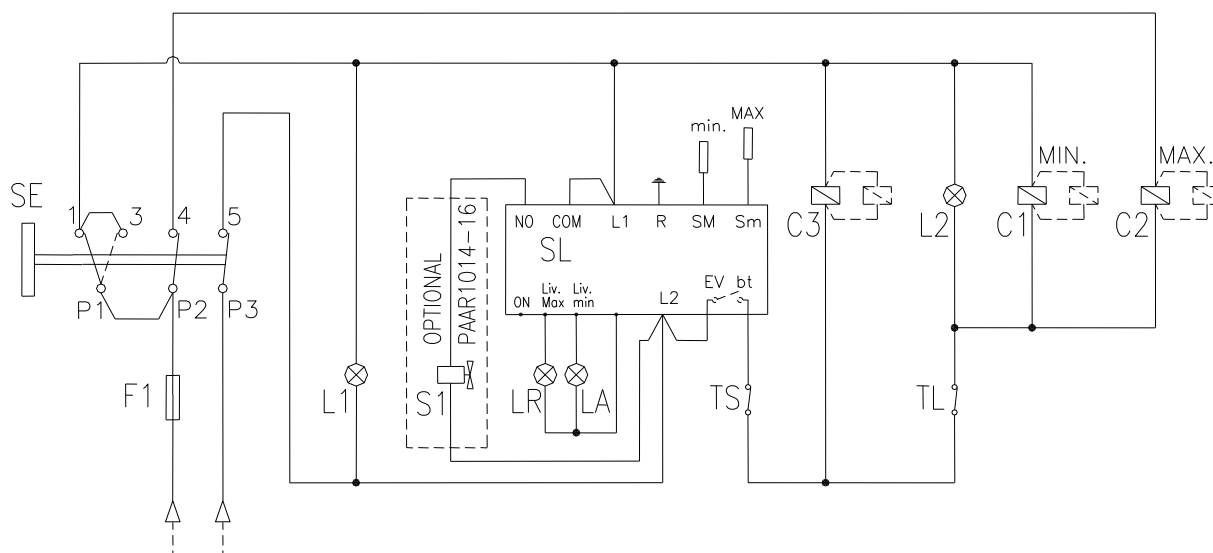 SE
1
3
4
5
P1
P2
P3
F1
L1
OPTIONAL
PAAR1014-16
S1
min.
MAX
NO
COM
L1
R
SM
Sm
SL
ON
Liv.
Max
Liv.
min
L2
EV
bt
LR
LA
TS
C3
L2
TL
MIN.
C1
MAX.
C2